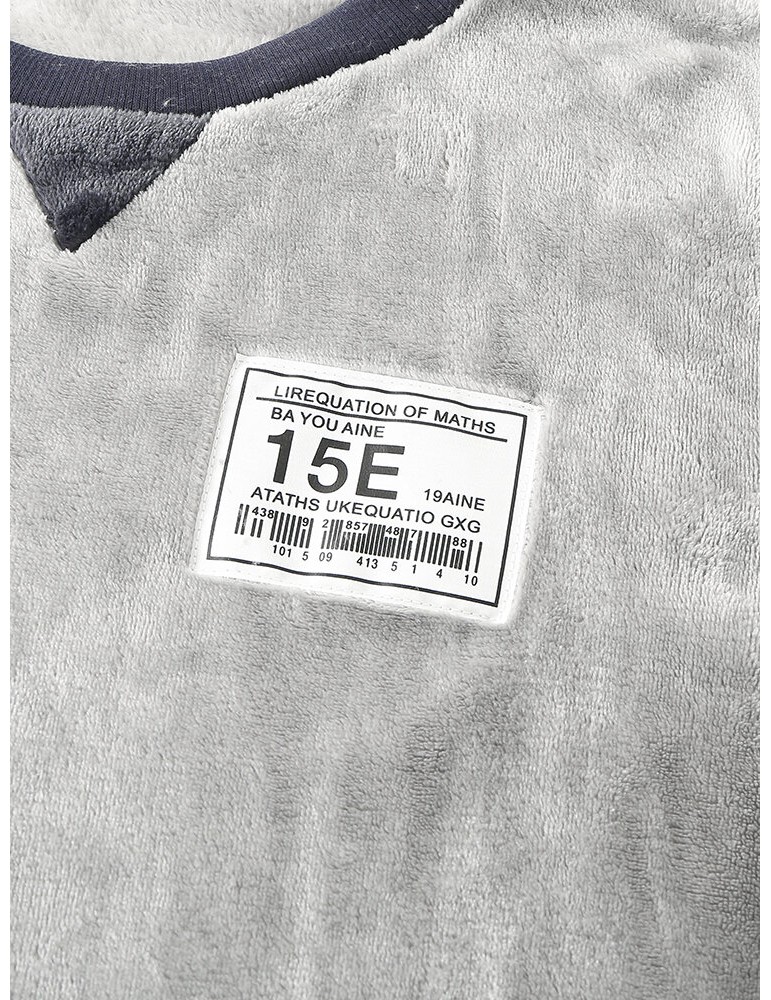 LIREQUATION OF MATHS
BA YOU AINE
15E 19AINE
ATATHS UKEQUATIO GXG
438 9 2 857 48 7 88
101 5 09 413 5 1 4 10